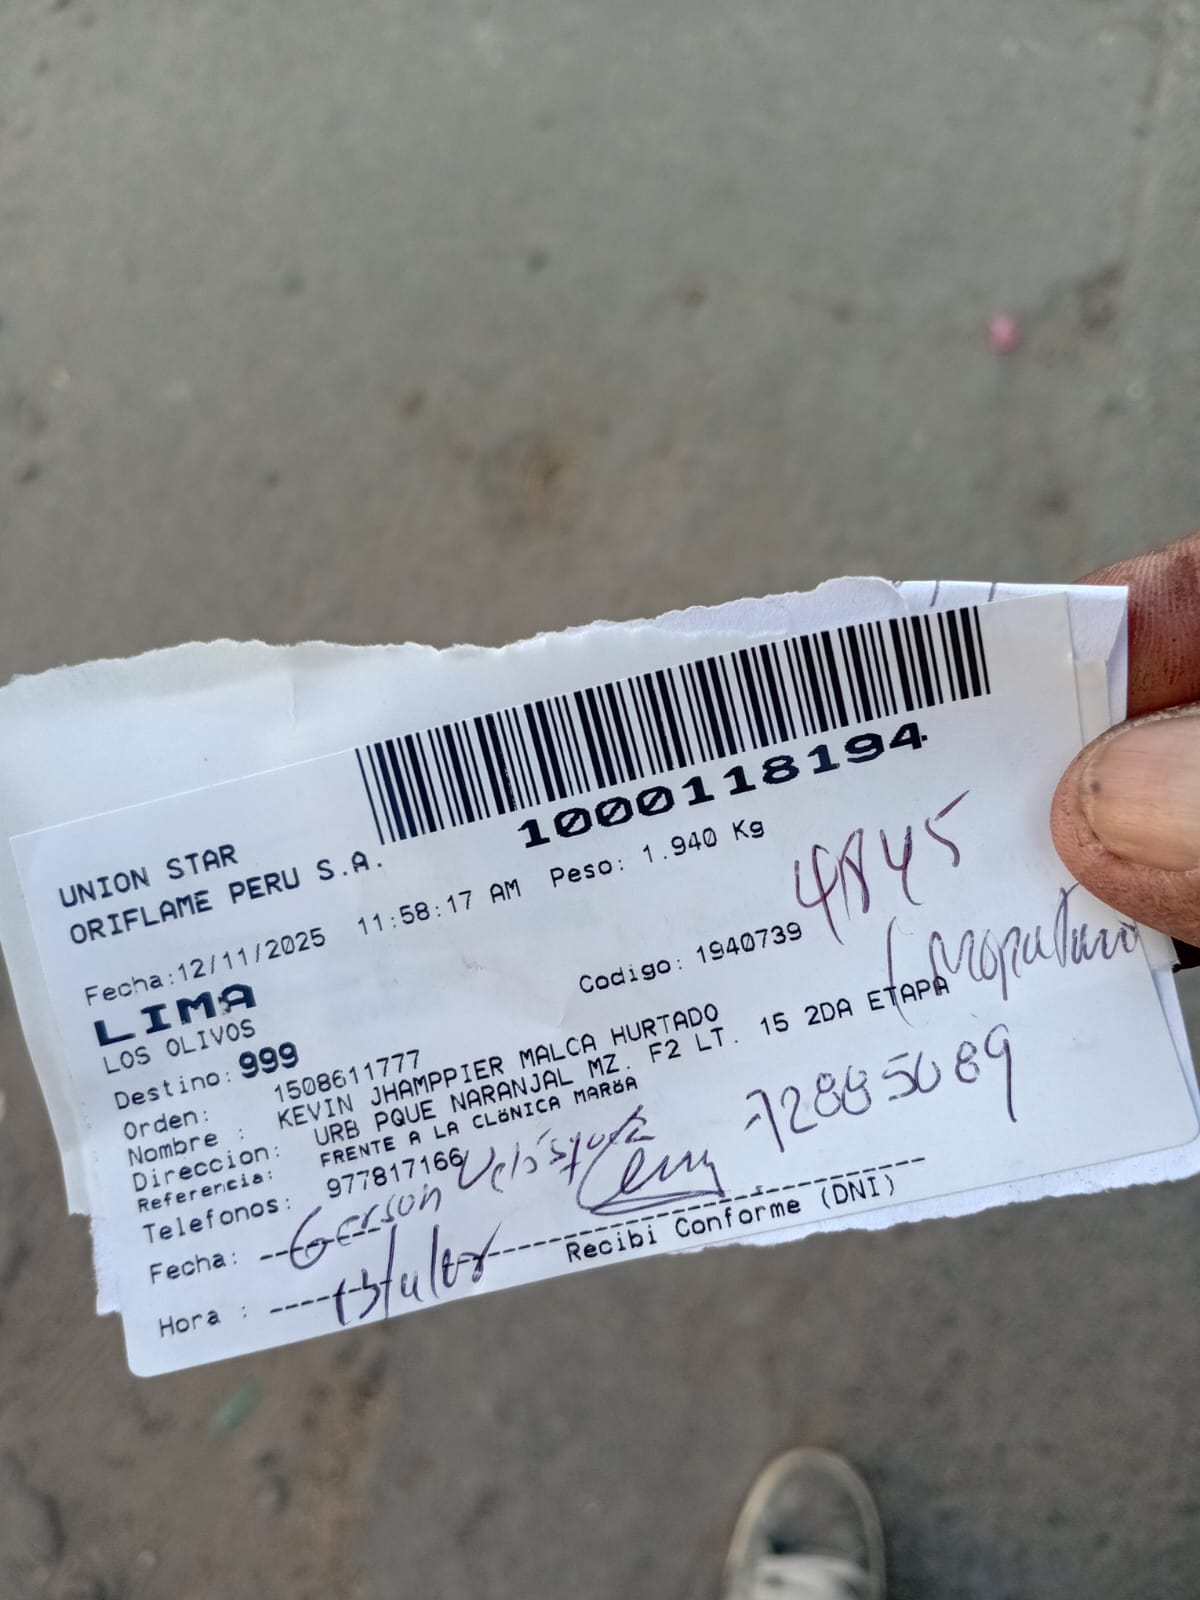 1000118194
UNION STAR
ORIFLAME PERU S.A.
Fecha:12/11/2025 11:58:17 AM Peso: 1.940 Kg
LIMA
LOS OLIVOS
Codigo: 1940739
4845
Destino: 999
Orden: 1508611777
Nombre : KEVIN JHAMPPIER MALCA HURTADO
Direccion: URB PQUE NARANJAL MZ. F2 LT. 15 2DA ETAPA
Referencia: FRENTE A LA CLöNICA MARöA
Telefonos: 977817166
72885089
Fecha: Gerson
Hora :
Recibi Conforme (DNI)